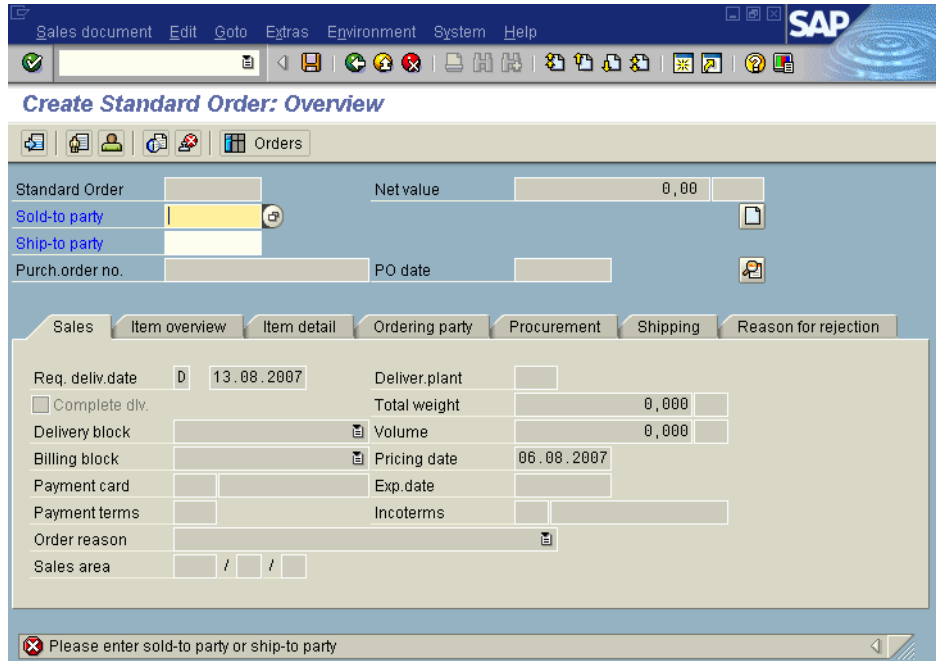 Sales document Edit Goto Extras Environment System Help
SAP
Create Standard Order: Overview
Orders
Standard Order Net value 0,00
Sold-to party
Ship-to party
Purch.order no. PO date
Sales Item overview Item detail Ordering party Procurement Shipping Reason for rejection
Req. deliv.date D 13.08.2007 Deliver.plant
Complete dlv. Total weight 0,000
Delivery block Volume 0,000
Billing block Pricing date 06.08.2007
Payment card Exp.date
Payment terms Incoterms
Order reason
Sales area / /
Please enter sold-to party or ship-to party